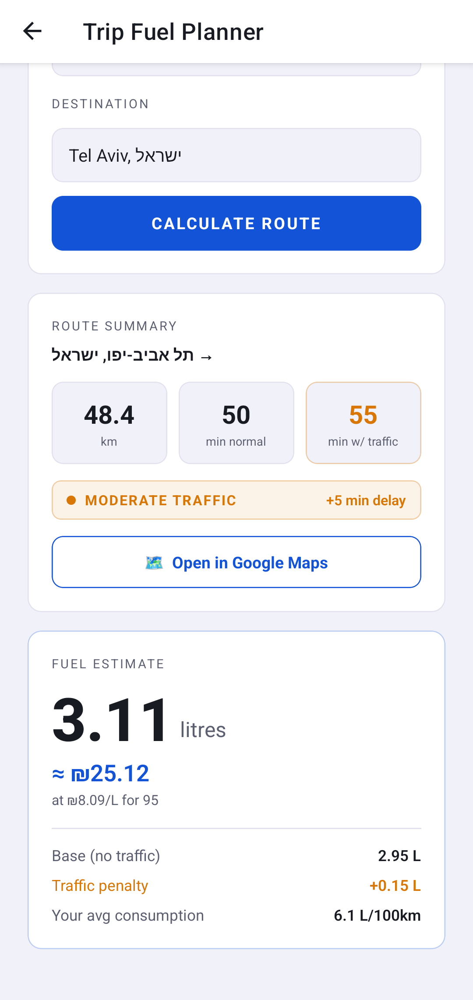 Trip Fuel Planner
DESTINATION
Tel Aviv, ישראל
CALCULATE ROUTE
ROUTE SUMMARY
→ תל אביב-יפו, ישראל
48.4
km
50
min normal
55
min w/ traffic
MODERATE TRAFFIC
+5 min delay
Open in Google Maps
FUEL ESTIMATE
3.11 litres
≈ ₪25.12
at ₪8.09/L for 95
Base (no traffic) 2.95 L
Traffic penalty +0.15 L
Your avg consumption 6.1 L/100km